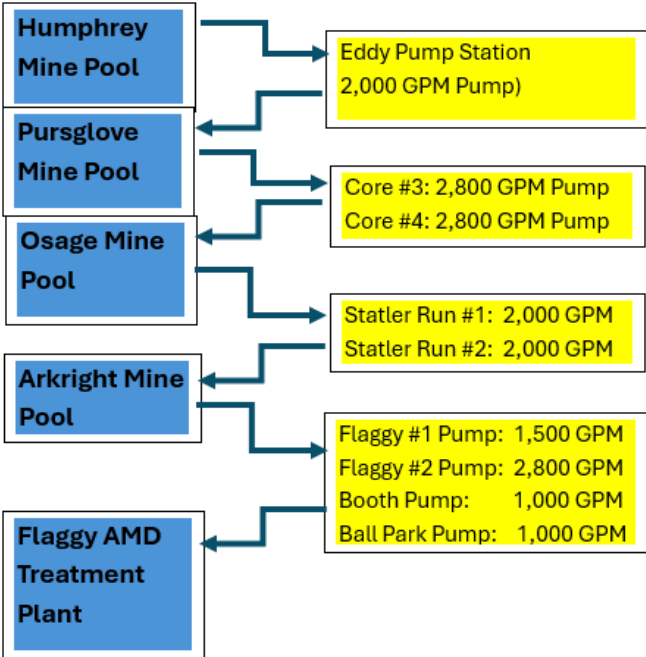 Humphrey
Mine Pool
Eddy Pump Station
2,000 GPM Pump)
Pursglove
Mine Pool
Core #3: 2,800 GPM Pump
Core #4: 2,800 GPM Pump
Osage Mine
Pool
Statler Run #1: 2,000 GPM
Statler Run #2: 2,000 GPM
Arkright Mine
Pool
Flaggy #1 Pump: 1,500 GPM
Flaggy #2 Pump: 2,800 GPM
Booth Pump: 1,000 GPM
Ball Park Pump: 1,000 GPM
Flaggy AMD
Treatment
Plant